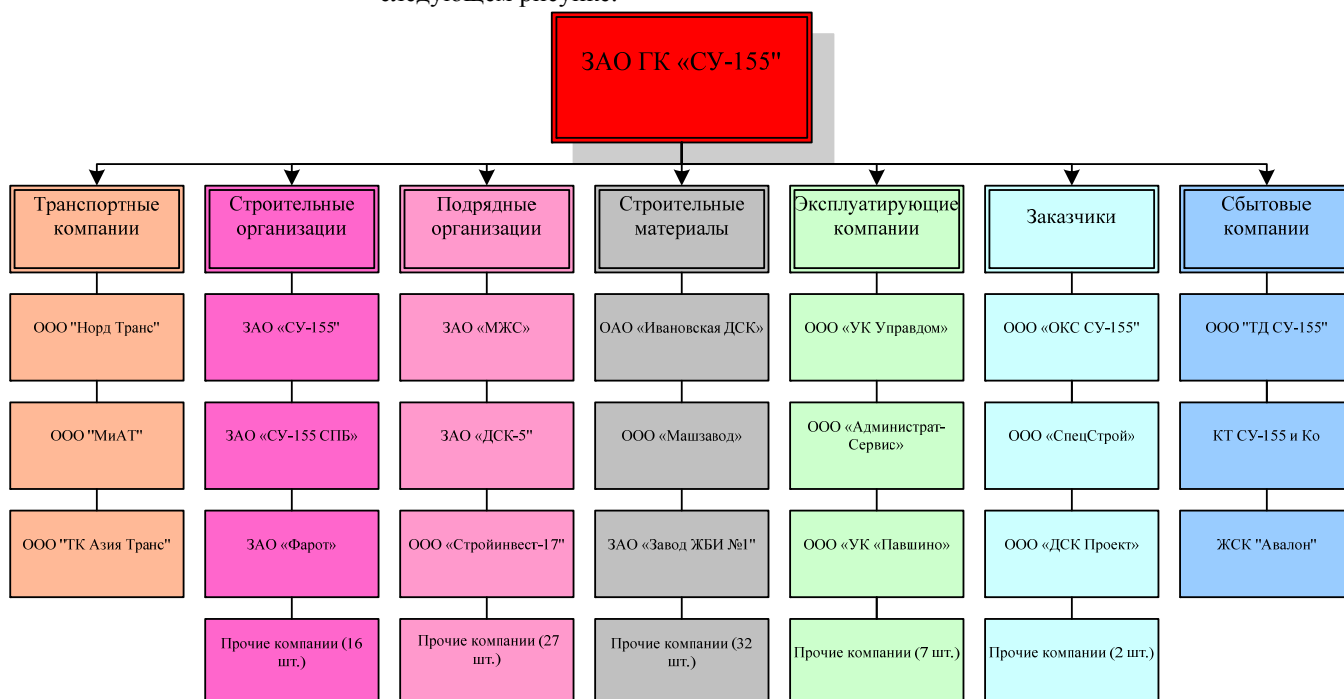 следующем рисунке:
ЗАО ГК «СУ-155"
Транспортные
компании
Строительные
организации
Подрядные
организации
Строительные
материалы
Эксплуатирующие
компании
Заказчики
Сбытовые
компании
ООО "Норд Транс"
ЗАО «СУ-155"
ЗАО «МЖС»
ОАО «Ивановская ДСК»
ООО «УК Управдом»
ООО «ОКС СУ-155"
ООО "ТД СУ-155"
ООО "МиАТ"
ЗАО «СУ-155 СПБ»
ЗАО «ДСК-5"
ООО «Машзавод»
ООО «Администрат-
Сервис»
ООО «СпецСтрой»
КТ СУ-155 и Ко
ООО "ТК Азия Транс"
ЗАО «Фарот»
ООО «Стройинвест-17"
ЗАО «Завод ЖБИ №1"
ООО «УК «Павшино»
ООО «ДСК Проект»
ЖСК "Авалон"
Прочие компании (16
шт.)
Прочие компании (27
шт.)
Прочие компании (32
шт.)
Прочие компании (7 шт.)
Прочие компании (2 шт.)